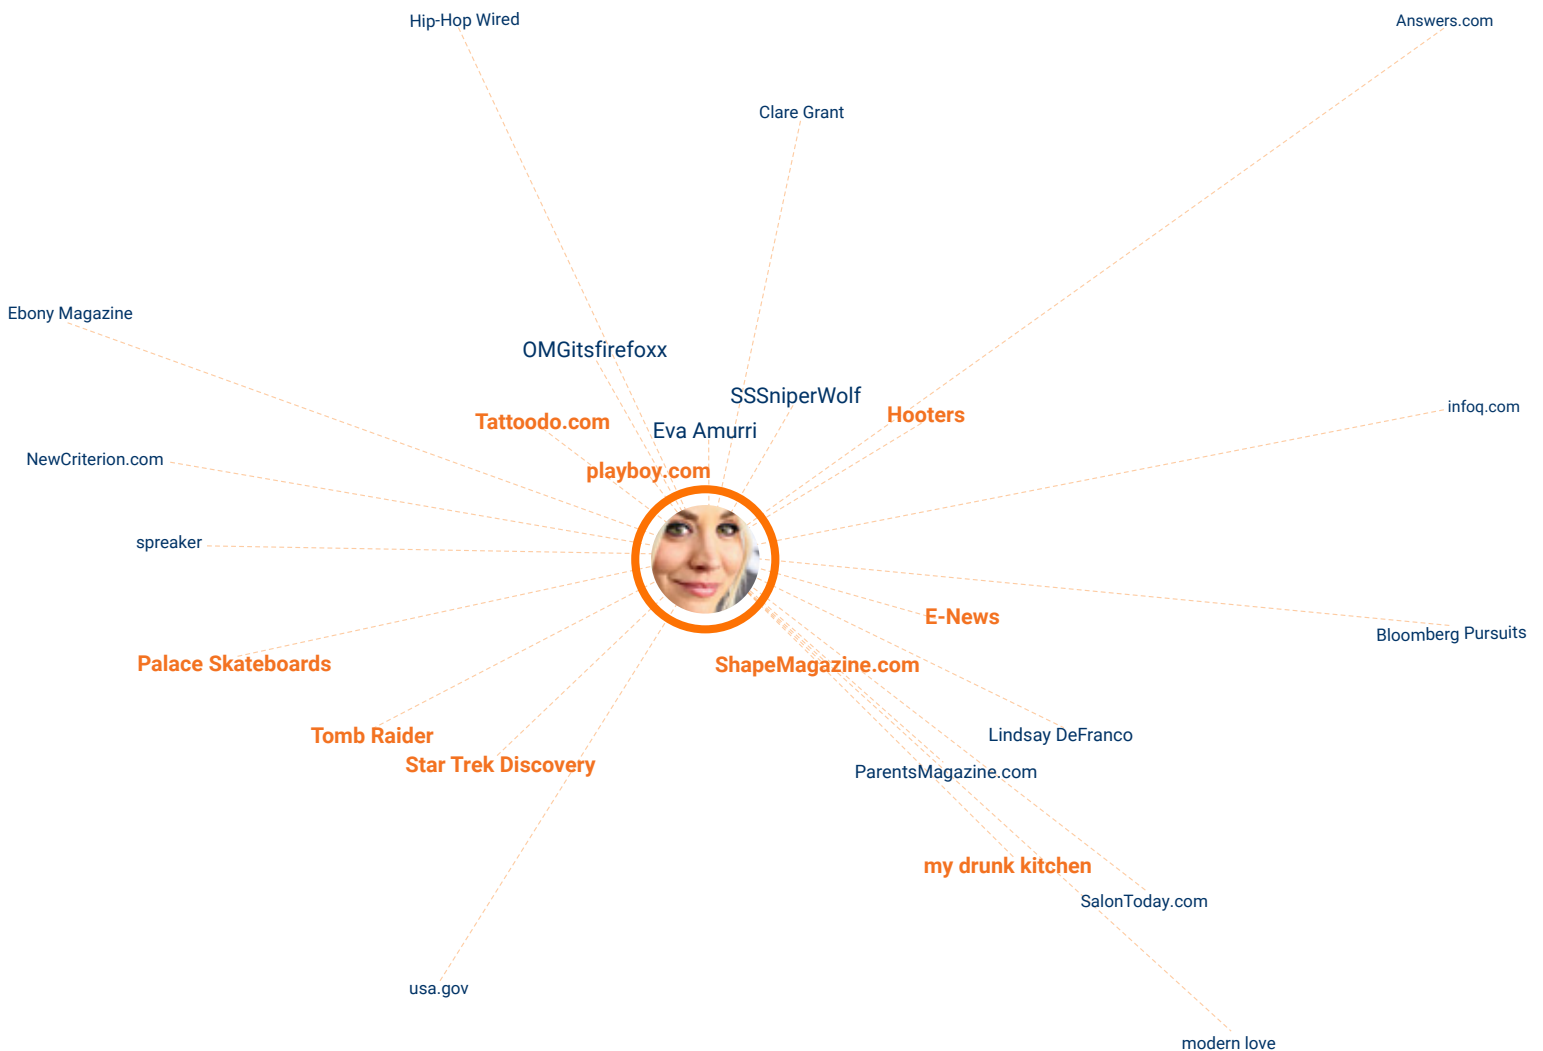 Hip-Hop Wired
Answers.com
Clare Grant
Ebony Magazine
OMGitsfirefoxx
SSSniperWolf
infoq.com
Hooters
Tattoodo.com
Eva Amurri
NewCriterion.com
playboy.com
spreaker
E-News
Bloomberg Pursuits
Palace Skateboards
ShapeMagazine.com
Tomb Raider
Lindsay DeFranco
Star Trek Discovery
ParentsMagazine.com
my drunk kitchen
SalonToday.com
usa.gov
modern love